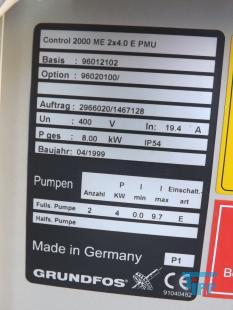 Control 2000 ME 2x4.0 E PMU
Basis : 96012102
Option : 96020100/
Auftrag : 2966020/1467128
Un : 400 V In: 19.4 A
P ges : 8.00 kW IP54
Baujahr: 04/1999
Pumpen P I I Einschalt.-
Anzahl KW min max art
Fulls. Pumpe 2 4 0.0 9.7 E
Halfs. Pumpe
Made in Germany P1
GRUNDFOS CE
91040482